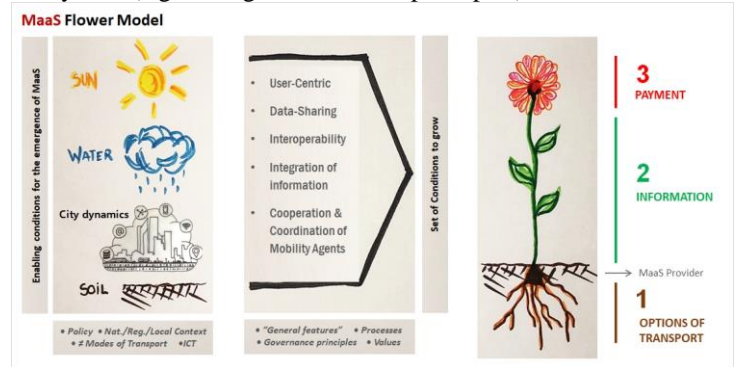 MaaS Flower Model
Enabling conditions for the emergence of MaaS
SUN
WATER
City dynamics
SOIL
• Policy • Nat./Reg./Local Context
• ≠ Modes of Transport •ICT
• User-Centric
• Data-Sharing
• Interoperability
• Integration of
information
• Cooperation &
Coordination of
Mobility Agents
• "General features" • Processes
• Governance principles • Values
Set of Conditions to grow
3
PAYMENT
2
INFORMATION
MaaS Provider
1
OPTIONS OF
TRANSPORT